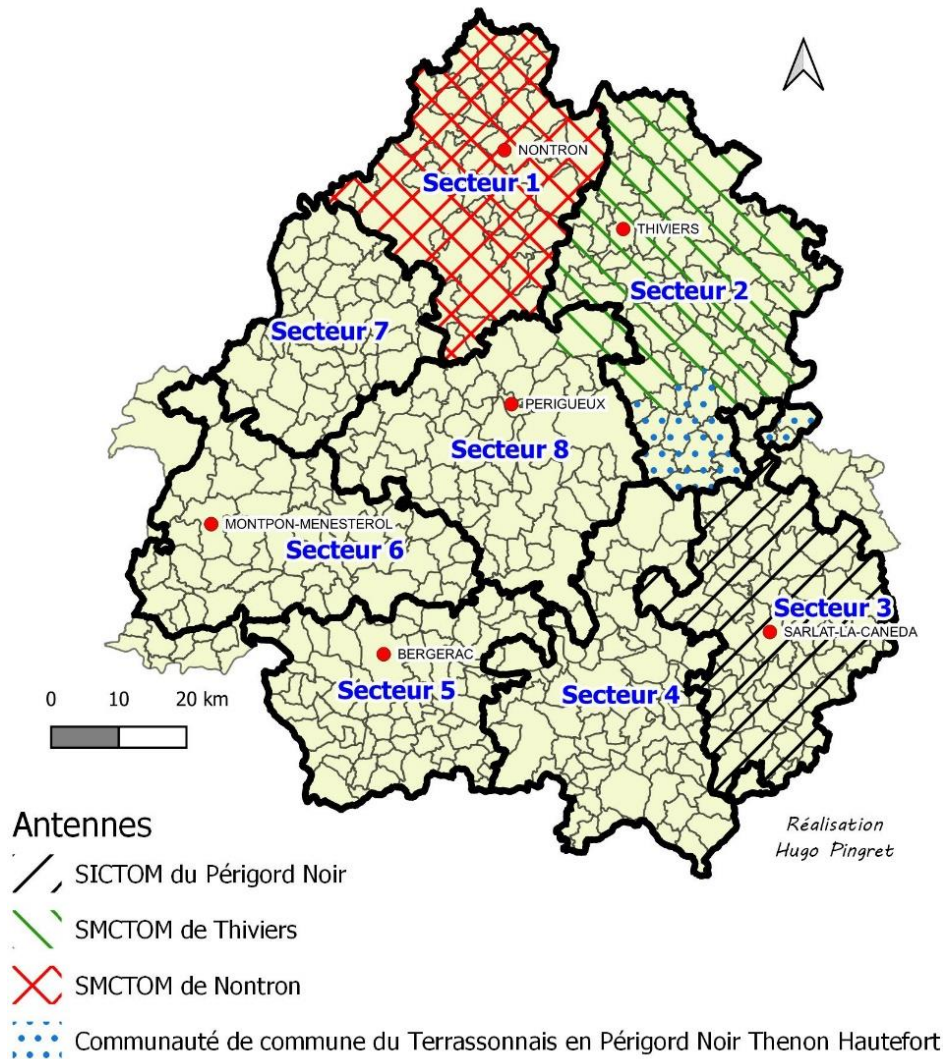 NONTRON
Secteur 1
THIVIERS
Secteur 2
Secteur 7
PERIGUEUX
Secteur 8
MONTPON-MENESTEROL
Secteur 6
Secteur 3
SARLAT-LA-CANEDA
BERGERAC
Secteur 5
Secteur 4
0 10 20 km
Antennes
Réalisation
Hugo Pingret
SICTOM du Périgord Noir
SMCTOM de Thiviers
SMCTOM de Nontron
Communauté de commune du Terrassonnais en Périgord Noir Thenon Hautefort